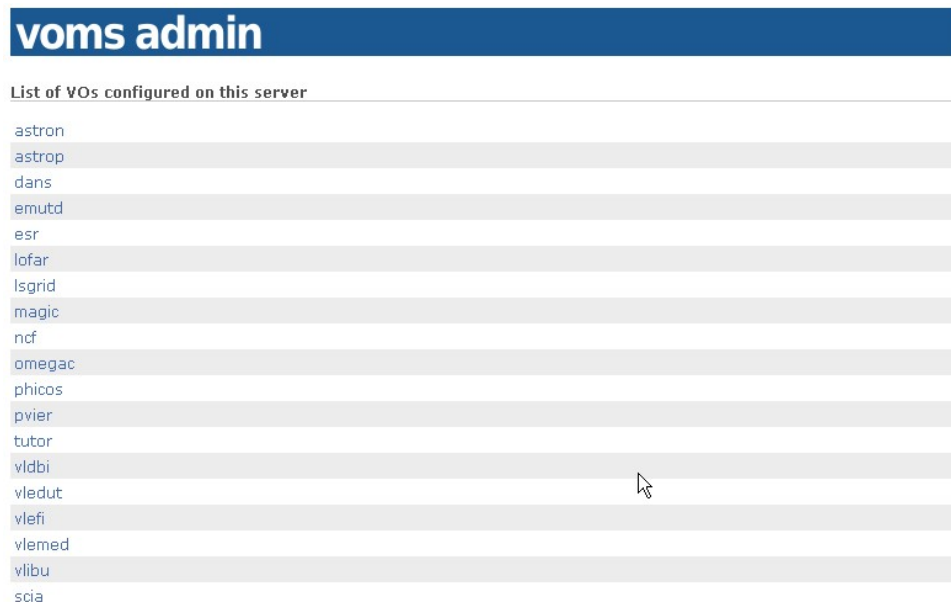 voms admin
List of VOs configured on this server
astron
astrop
dans
emutd
esr
lofar
lsgrid
magic
ncf
omegac
phicos
pvier
tutor
vldbi
vledut
vlefi
vlemed
vlibu
scia